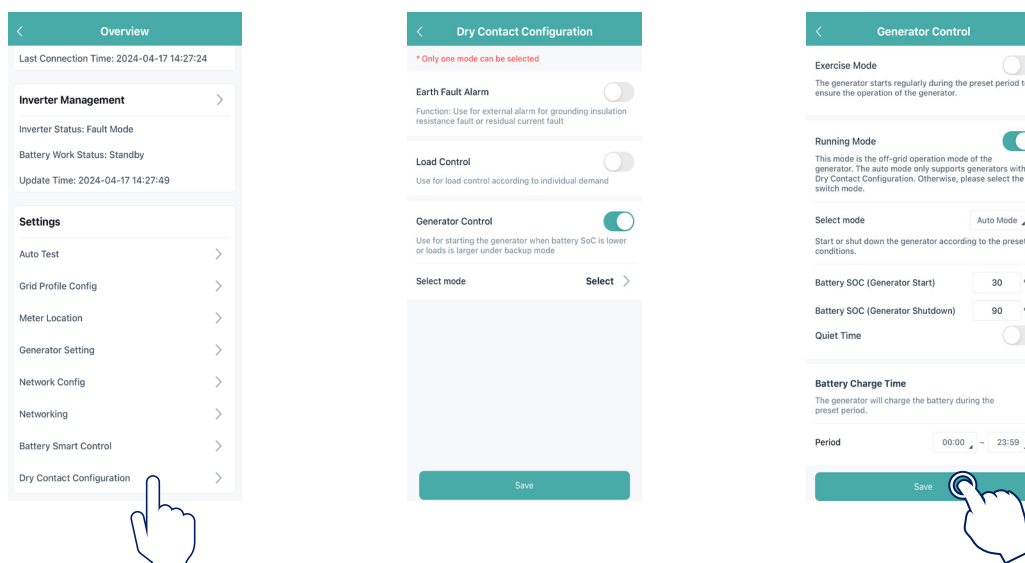 Overview
Last Connection Time: 2024-04-17 14:27:24
Inverter Management
Inverter Status: Fault Mode
Battery Work Status: Standby
Update Time: 2024-04-17 14:27:49
Settings
Auto Test
Grid Profile Config
Meter Location
Generator Setting
Network Config
Networking
Battery Smart Control
Dry Contact Configuration
Dry Contact Configuration
* Only one mode can be selected
Earth Fault Alarm
Function: Use for external alarm for grounding insulation
resistance fault or residual current fault
Load Control
Use for load control according to individual demand
Generator Control
Use for starting the generator when battery SoC is lower
or loads is larger under backup mode
Select mode Select
Save
Generator Control
Exercise Mode
The generator starts regularly during the preset period
ensure the operation of the generator.
Running Mode
This mode is the off-grid operation mode of the
generator. The auto mode only supports generators with
Dry Contact Configuration. Otherwise, please select the
switch mode.
Select mode Auto Mode
Start or shut down the generator according to the preset
conditions.
Battery SOC (Generator Start) 30
Battery SOC (Generator Shutdown) 90
Quiet Time
Battery Charge Time
The generator will charge the battery during the
preset period.
Period 00:00 ~ 23:59
Save